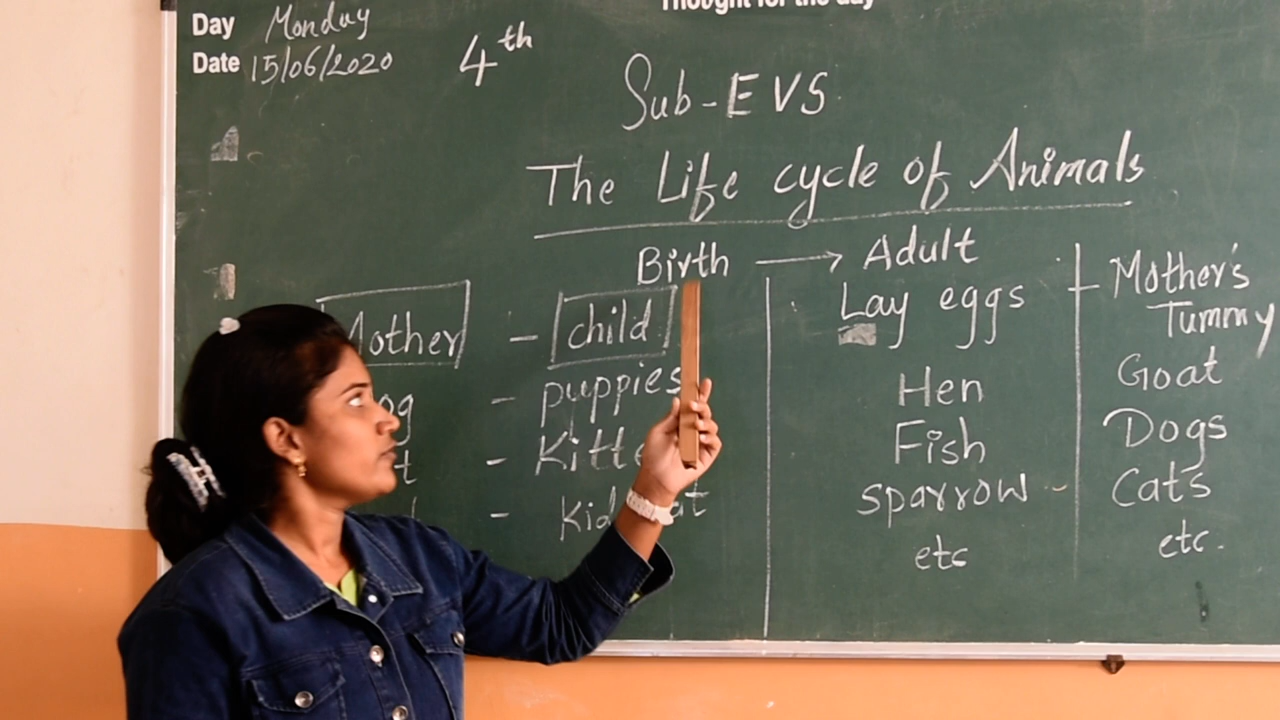 Thought for the day
Day Monday
Date 15/06/2020
4th
Sub-EVS
The Life cycle of Animals
Birth → Adult
Mother - child
- puppies
-
- Kid
Lay eggs
Hen
Fish
sparrow
etc
Mother's
Tummy
Goat
Dogs
Cats
etc.